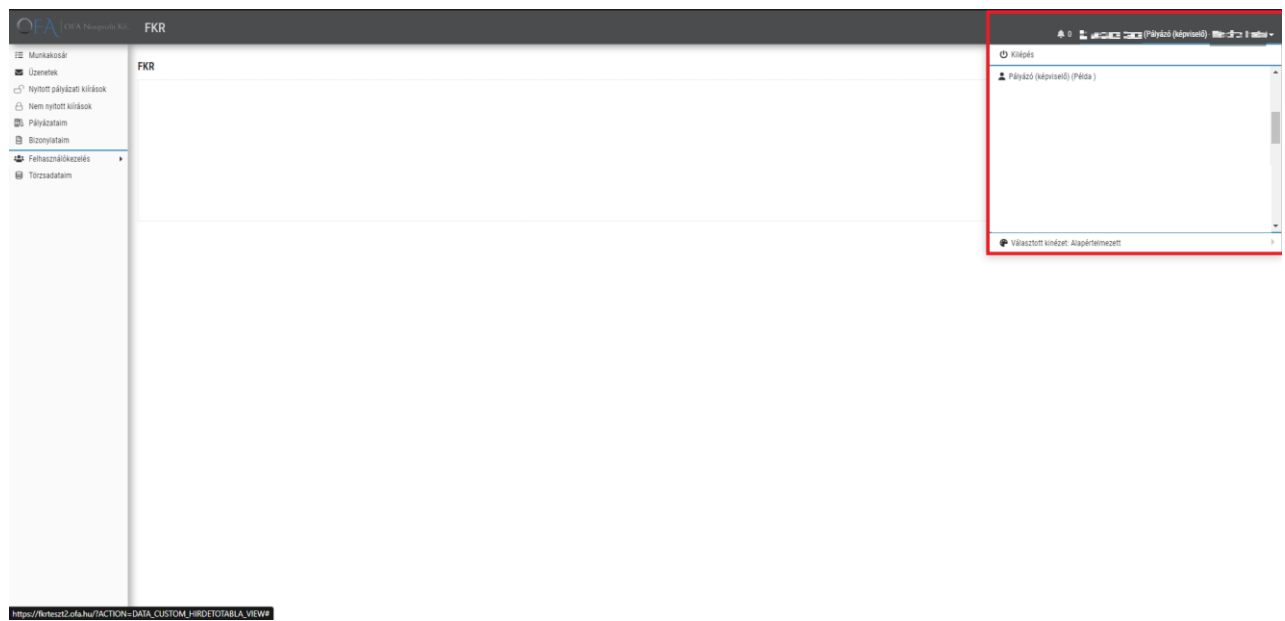 OFA OFA Nonprofit Kft. FKR
0 (Pályázó (képviselő) -
Munkakosár
Üzenetek
Nyitott pályázati kiírások
Nem nyitott kiírások
Pályázataim
Bizonylataim
Felhasználókezelés
Törzsadataim
FKR
Kilépés
Pályázó (képviselő) (Példa )
Választott kinézet: Alapértelmezett
https://fkrteszt2.ofa.hu/?ACTION=DATA_CUSTOM_HIRDETOTABLA_VIEW#